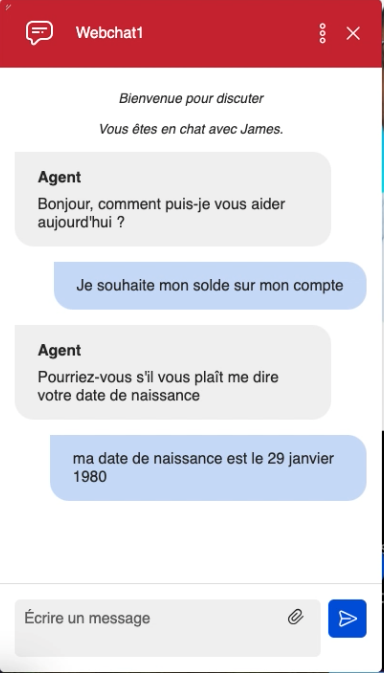 Webchat1
Bienvenue pour discuter
Vous êtes en chat avec James.
Agent
Bonjour, comment puis-je vous aider
aujourd'hui ?
Je souhaite mon solde sur mon compte
Agent
Pourriez-vous s'il vous plaît me dire
votre date de naissance
ma date de naissance est le 29 janvier
1980
Écrire un message